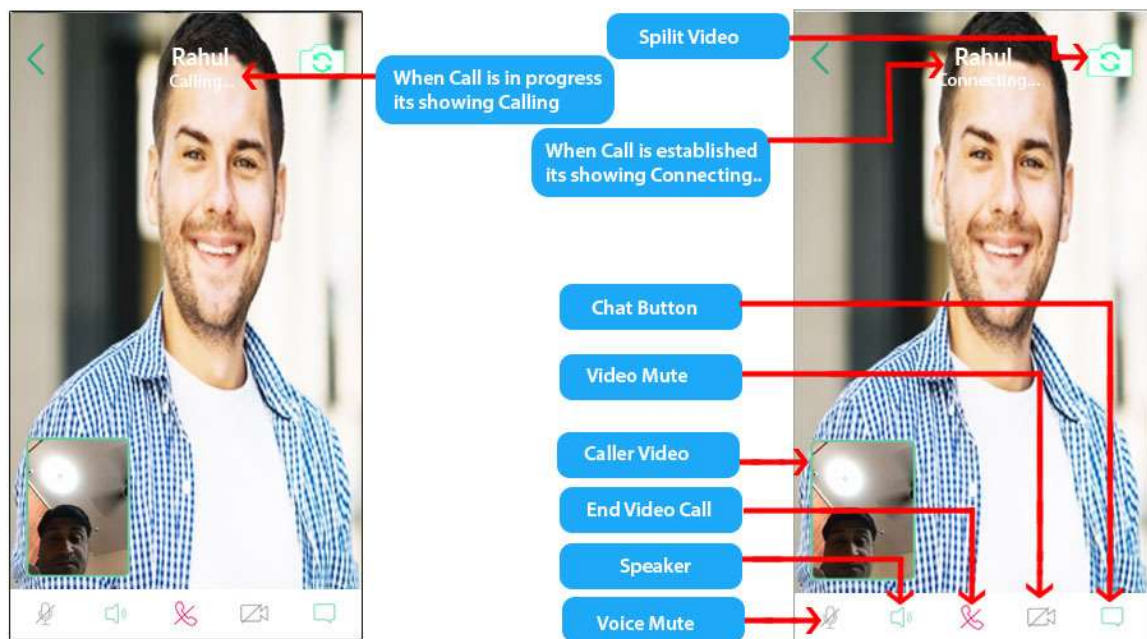 Rahul
Calling...
When Call is in progress
its showing Calling
Spilit Video
Rahul
Connecting...
When Call is established
its showing Connecting..
Chat Button
Video Mute
Caller Video
End Video Call
Speaker
Voice Mute